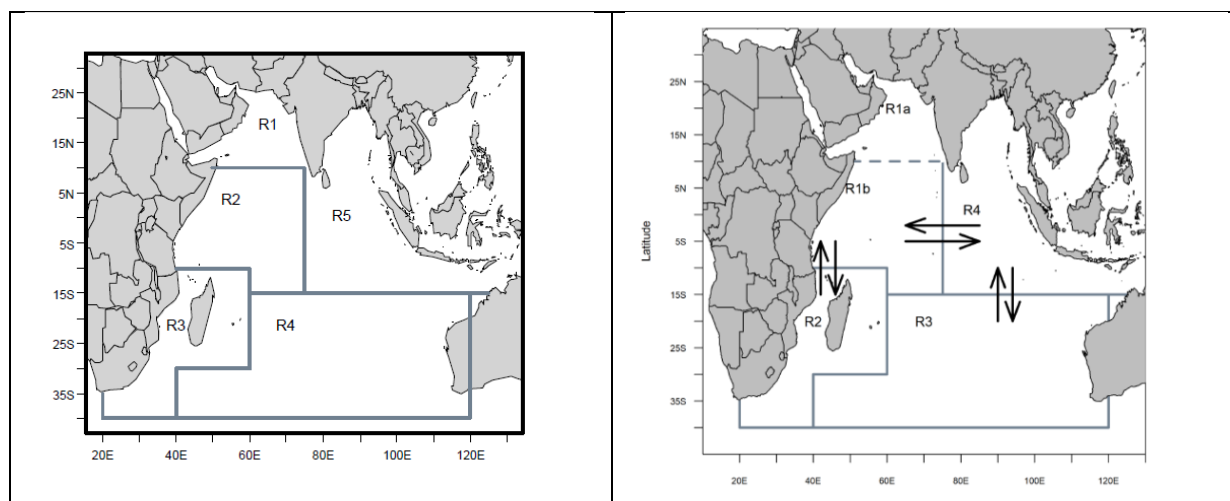 25N
15N
5N
5S
15S
25S
35S
R1
R2
R5
R3
R4
20E 40E 60E 80E 100E 120E
Latitude
25N
15N
5N
5S
15S
25S
35S
R1a
R1b
R4
R2
R3
20E 40E 60E 80E 100E 120E